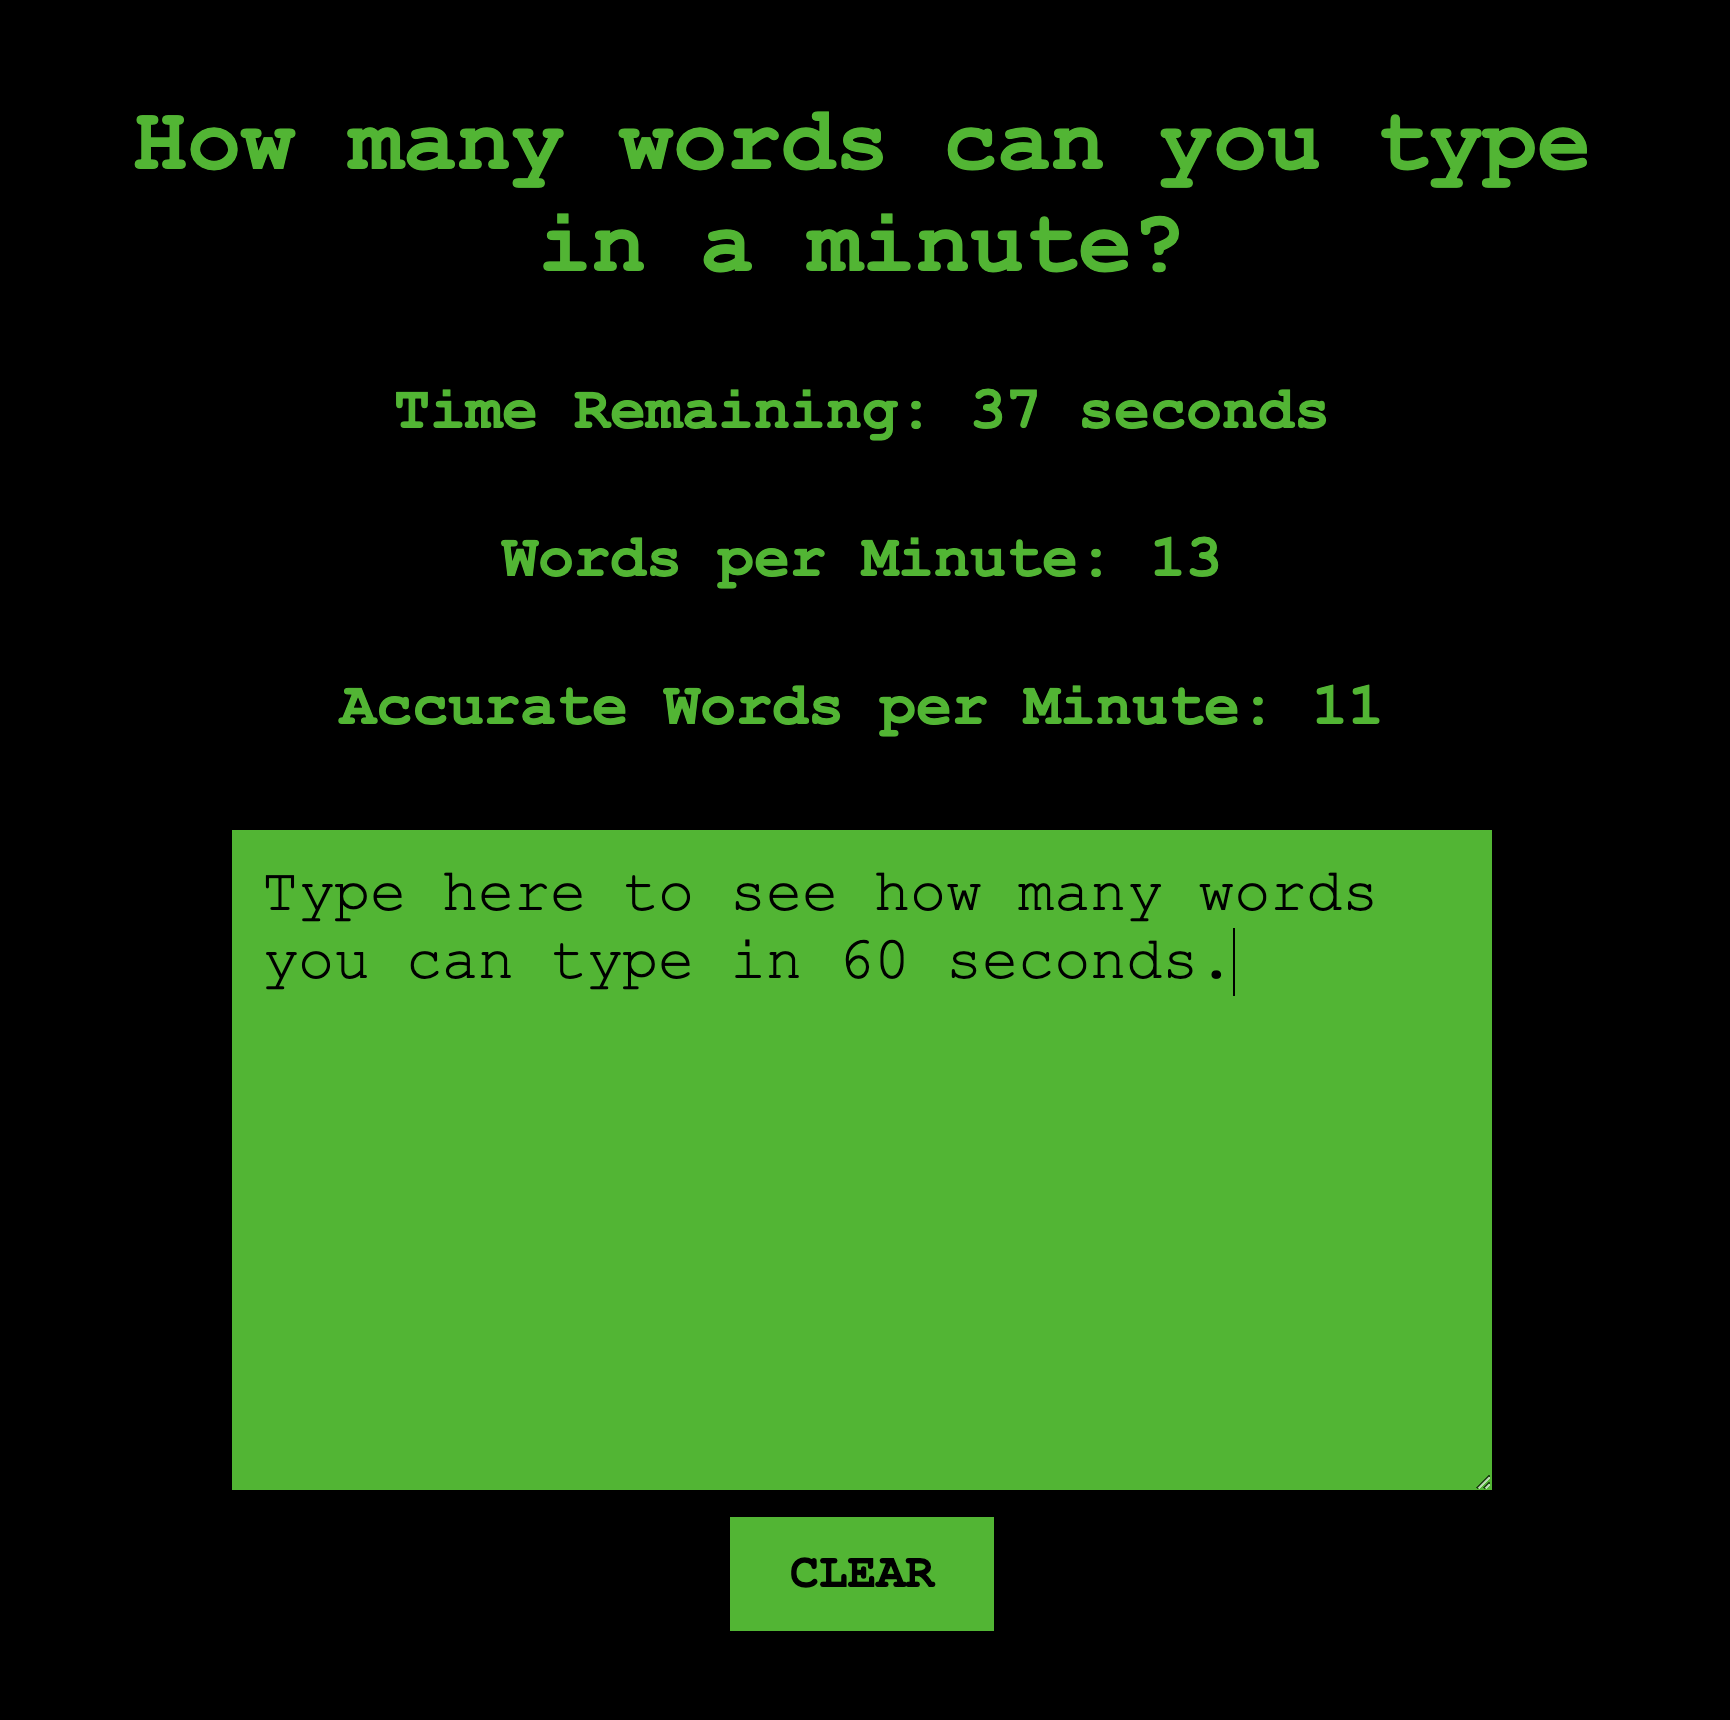 How many words can you type
in a minute?
Time Remaining: 37 seconds
Words per Minute: 13
Accurate Words per Minute: 11
Type here to see how many words
you can type in 60 seconds.
CLEAR